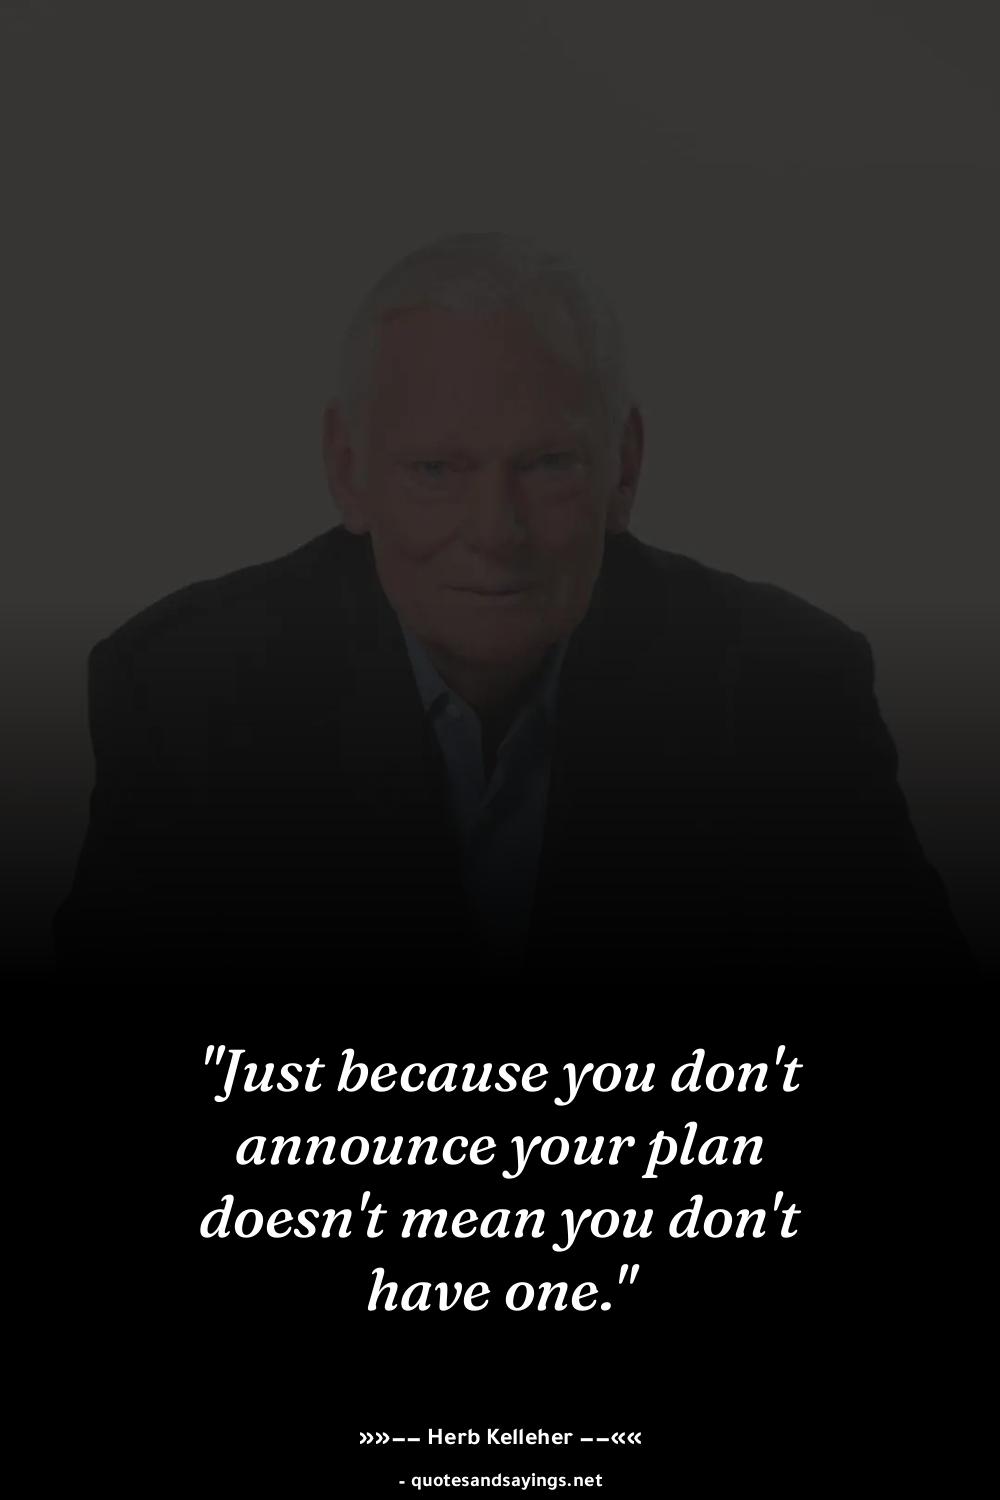 "Just because you don't
announce your plan
doesn't mean you don't
have one."
»»—— Herb Kelleher ——««
- quotesandsayings.net